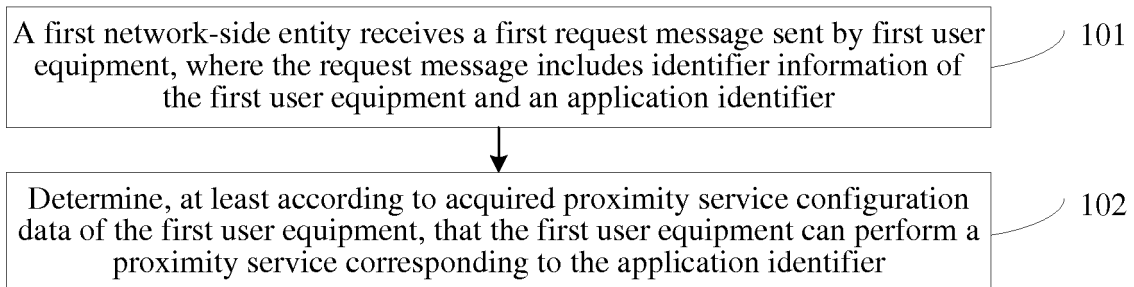 A first network-side entity receives a first request message sent by first user
equipment, where the request message includes identifier information of
the first user equipment and an application identifier
101
Determine, at least according to acquired proximity service configuration
data of the first user equipment, that the first user equipment can perform a
proximity service corresponding to the application identifier
102